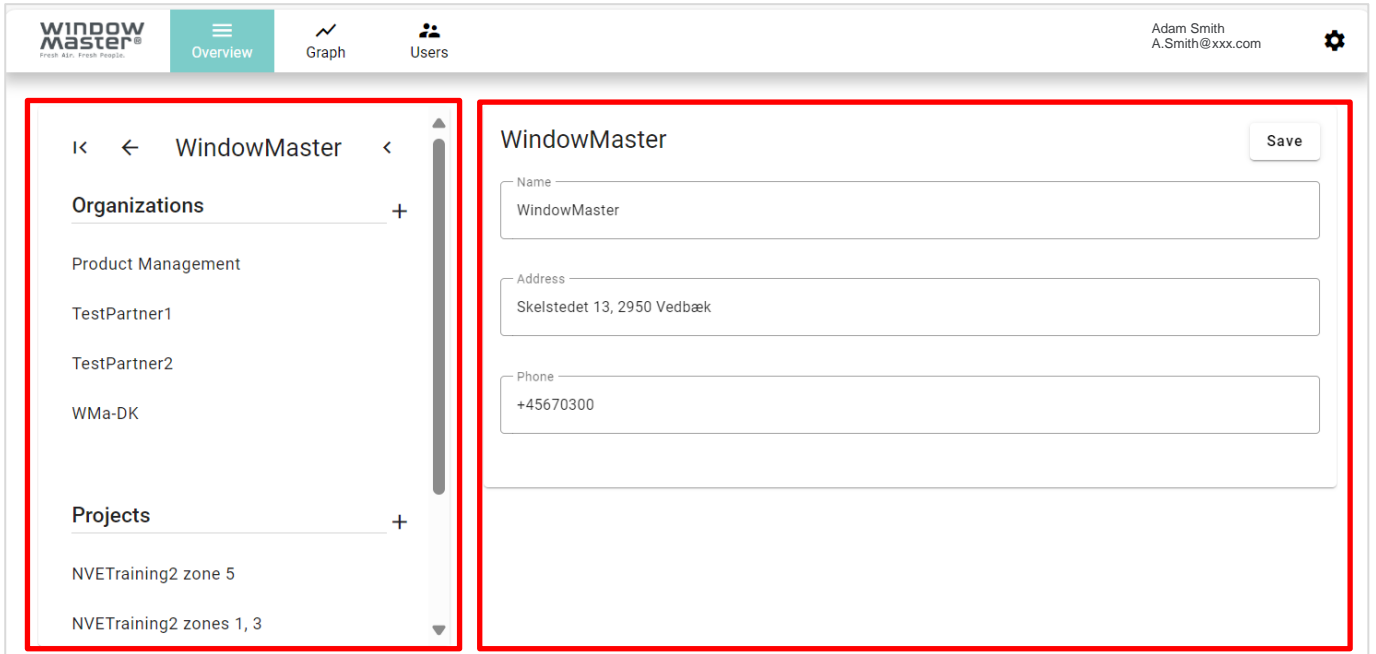 WINDOW
Master®
Fresh Air. Fresh People.
Overview
Graph
Users
Adam Smith
A.Smith@xxx.com
WindowMaster
Organizations
Product Management
TestPartner1
TestPartner2
WMa-DK
Projects
NVETraining2 zone 5
NVETraining2 zones 1, 3
WindowMaster
Save
Name
WindowMaster
Address
Skelstedet 13, 2950 Vedbæk
Phone
+45670300